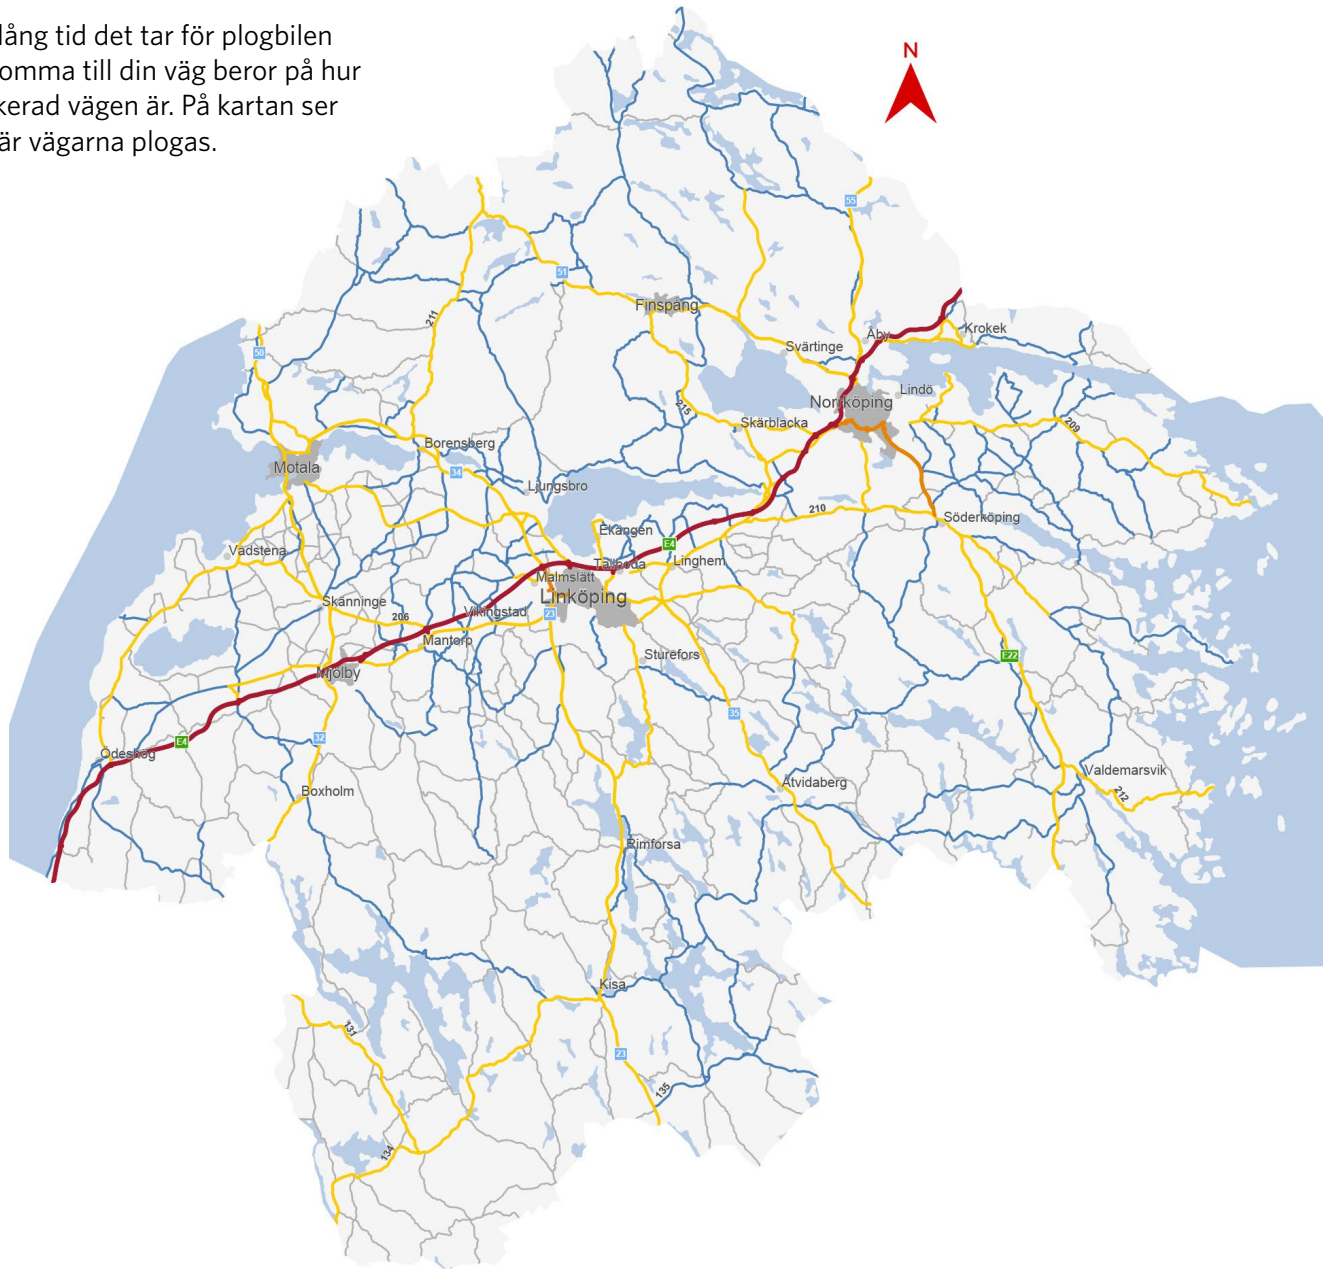 lång tid det tar för plogbilen
omma till din väg beror på hur
kerad vägen är. På kartan ser
är vägarna plogas.
N
55
51
Finspång
211
Krokek
Åby
Svärtinge
50
Lindö
Norrköping
215
Skärblacka
209
Borensberg
Motala
34
Ljungsbro
210
Söderköping
Ekängen
E4
Vadstena
Linghem
Tallboda
Malmslätt
Linköping
Skänninge
206
Vikingstad
23
Mantorp
Sturefors
E22
Mjölby
35
32
E4
Ödeshög
Valdemarsvik
Åtvidaberg
Boxholm
212
Rimforsa
Kisa
131
23
135
134